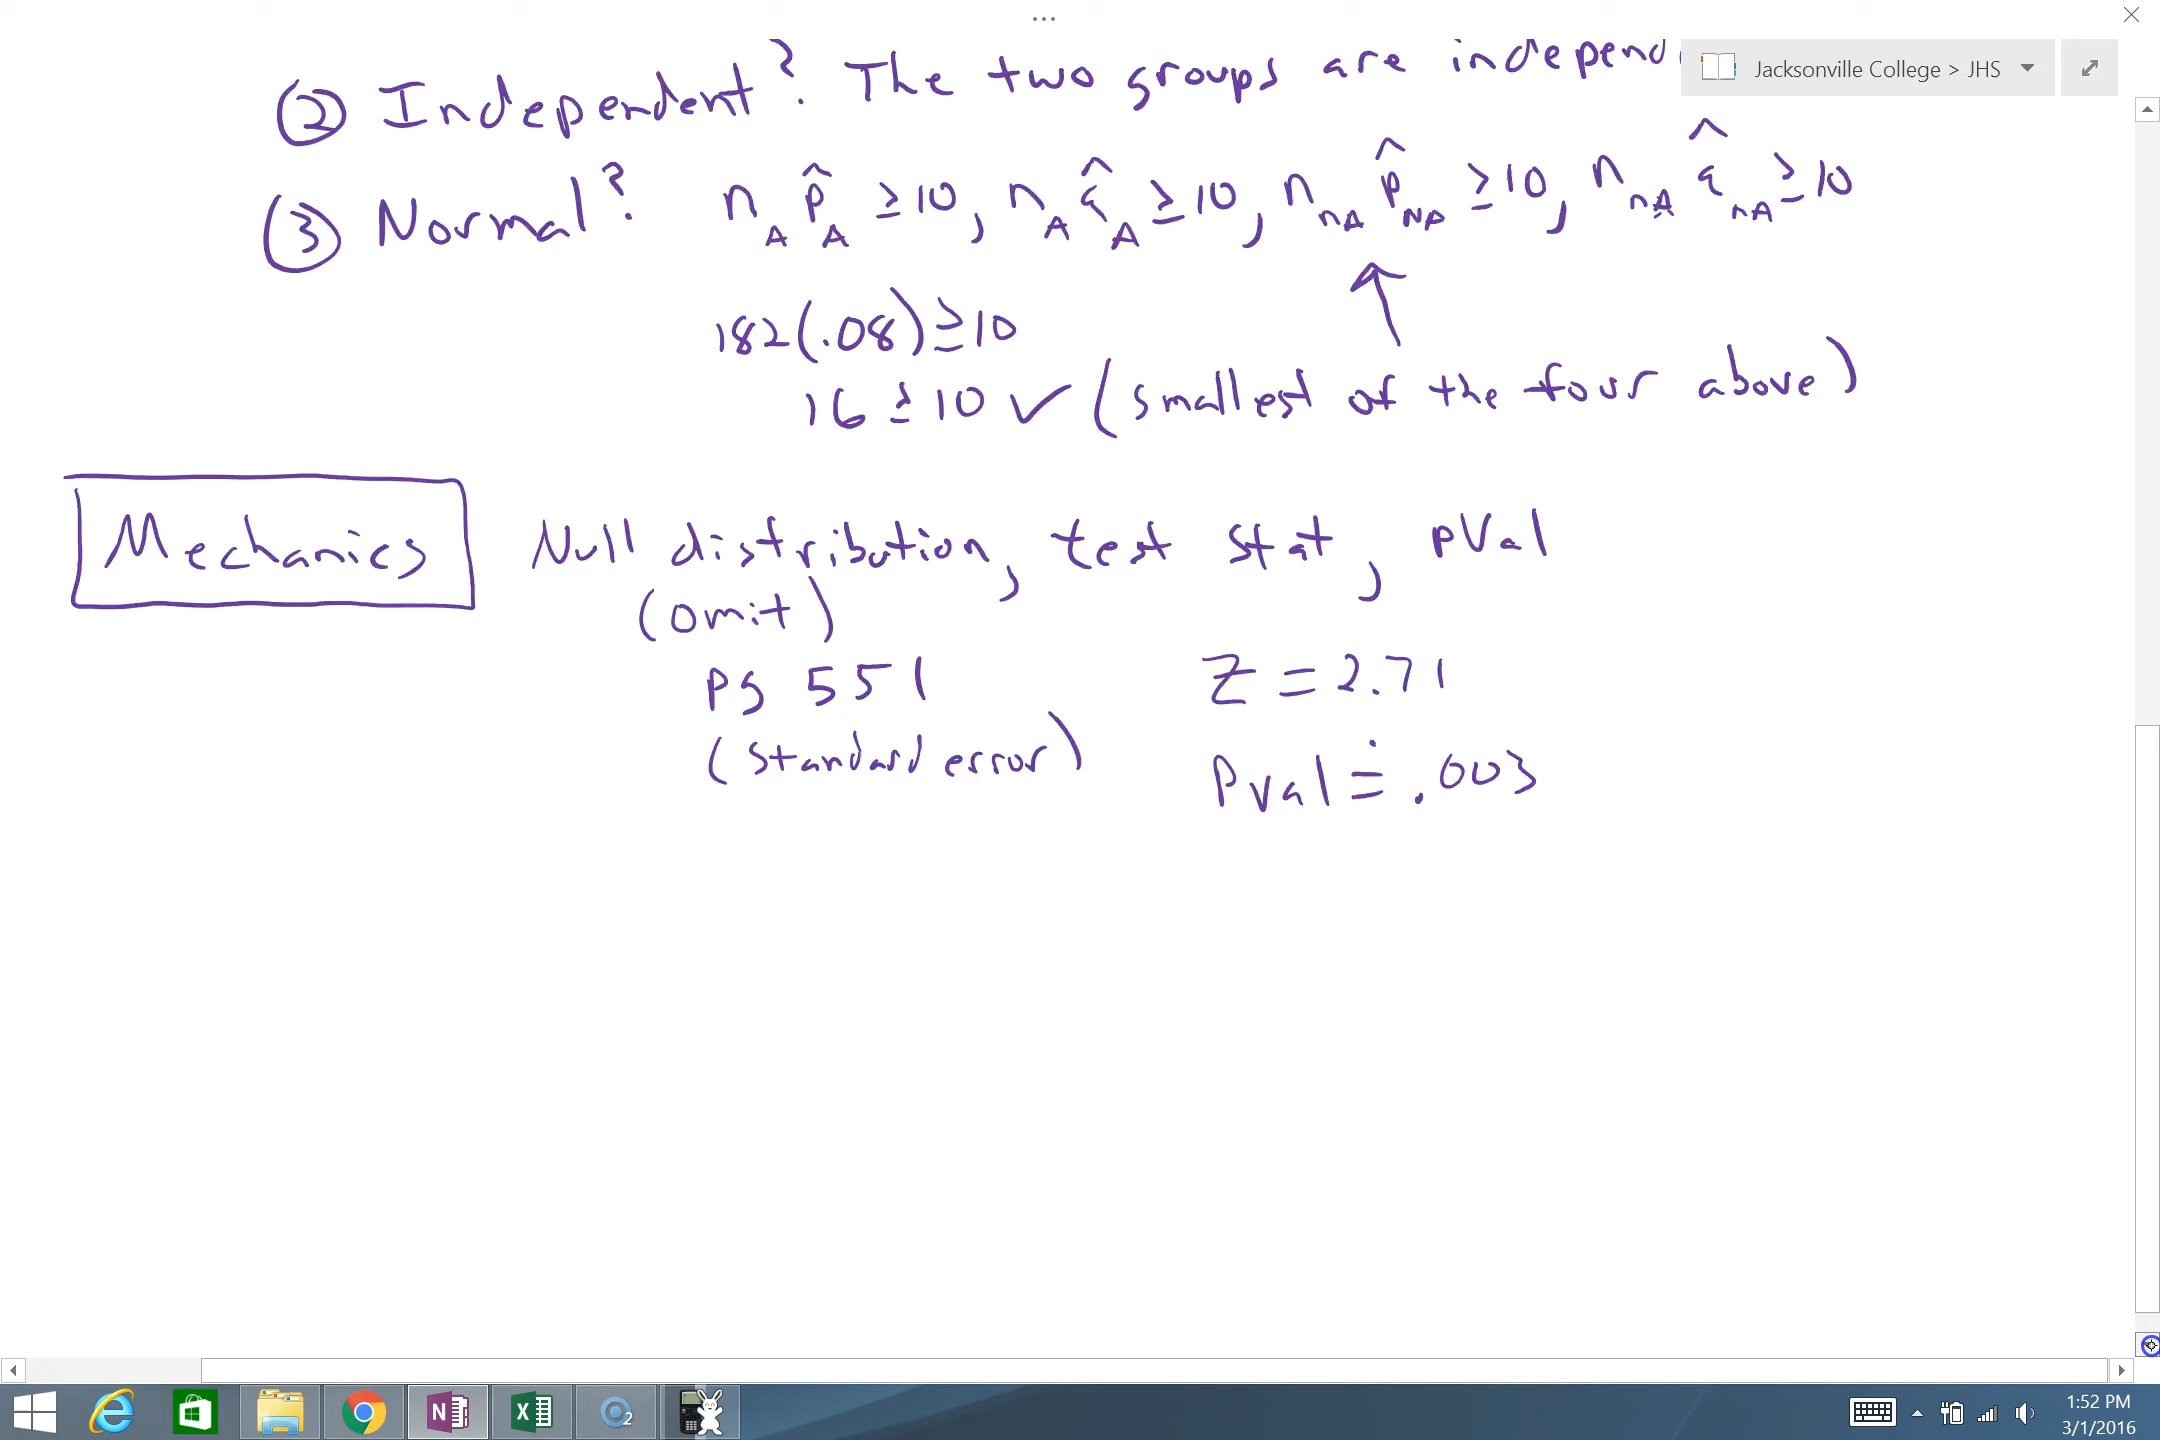 ② Independent? The two groups are independ
Jacksonville College > JHS
③ Normal? n_A p̂_A ≥10, n_A q̂_A ≥10, n_nA p̂_NA ≥10, n_nA q̂_nA ≥10
182(.08)≥10
16 ≥ 10 ✓ (smallest of the four above)
Mechanics Null distribution, test stat, pVal
(omit)
pg 551 Z = 2.71
(standard error) Pval ≐ .003
1:52 PM
3/1/2016